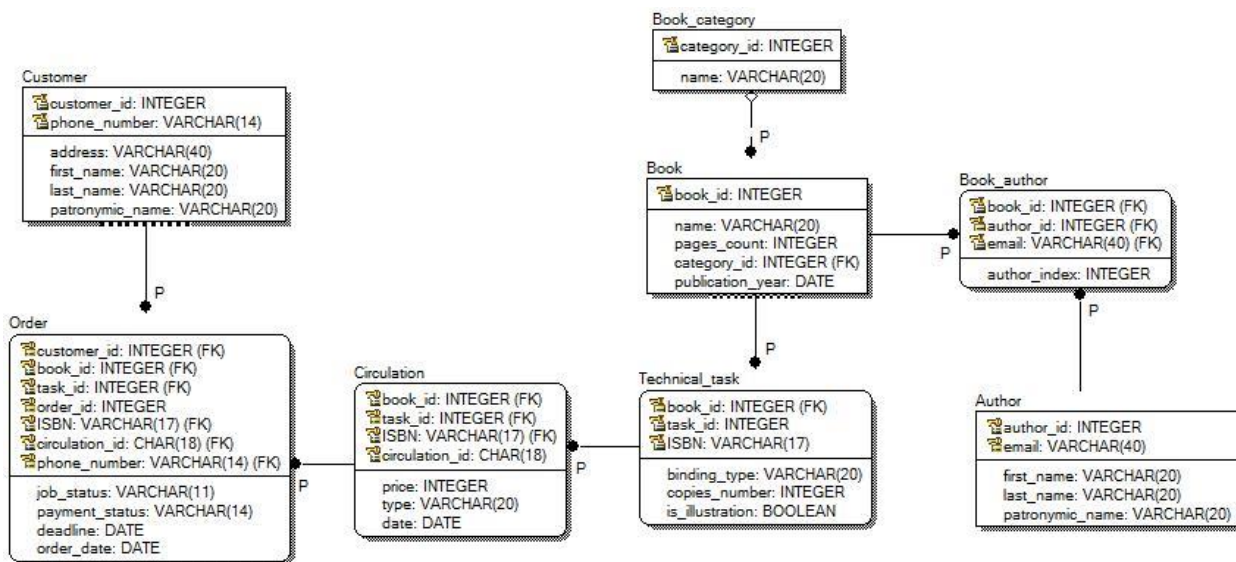 Book_category
category_id: INTEGER
name: VARCHAR(20)
P
Customer
customer_id: INTEGER
phone_number: VARCHAR(14)
address: VARCHAR(40)
first_name: VARCHAR(20)
last_name: VARCHAR(20)
patronymic_name: VARCHAR(20)
P
Book
book_id: INTEGER
name: VARCHAR(20)
pages_count: INTEGER
category_id: INTEGER (FK)
publication_year: DATE
P
P
Book_author
book_id: INTEGER (FK)
author_id: INTEGER (FK)
email: VARCHAR(40) (FK)
author_index: INTEGER
P
Order
customer_id: INTEGER (FK)
book_id: INTEGER (FK)
task_id: INTEGER (FK)
order_id: INTEGER
ISBN: VARCHAR(17) (FK)
circulation_id: CHAR(18) (FK)
phone_number: VARCHAR(14) (FK)
job_status: VARCHAR(11)
payment_status: VARCHAR(14)
deadline: DATE
order_date: DATE
P
Circulation
book_id: INTEGER (FK)
task_id: INTEGER (FK)
ISBN: VARCHAR(17) (FK)
circulation_id: CHAR(18)
price: INTEGER
type: VARCHAR(20)
date: DATE
P
Technical_task
book_id: INTEGER (FK)
task_id: INTEGER
ISBN: VARCHAR(17)
binding_type: VARCHAR(20)
copies_number: INTEGER
is_illustration: BOOLEAN
Author
author_id: INTEGER
email: VARCHAR(40)
first_name: VARCHAR(20)
last_name: VARCHAR(20)
patronymic_name: VARCHAR(20)